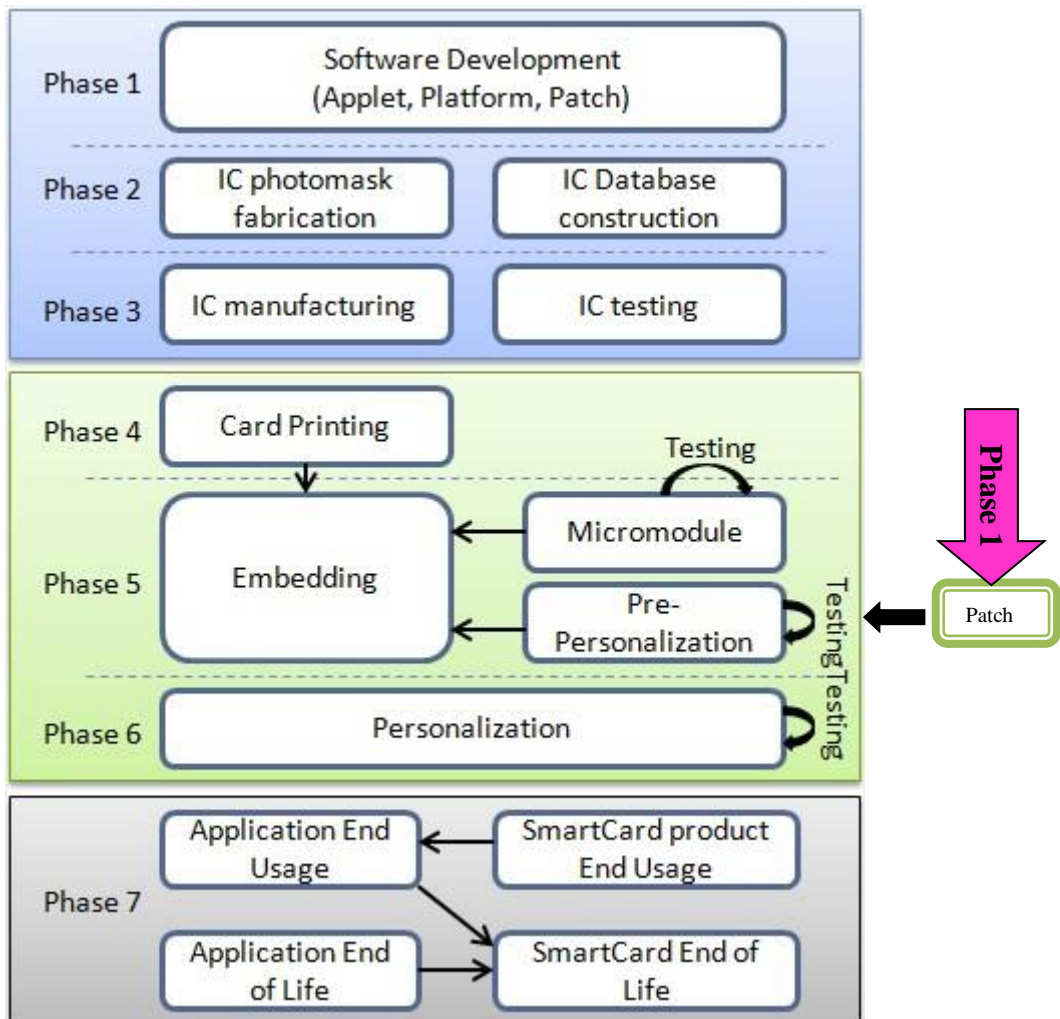 Phase 1
Software Development
(Applet, Platform, Patch)
Phase 2
IC photomask
fabrication
IC Database
construction
Phase 3
IC manufacturing
IC testing
Phase 4
Card Printing
Testing
Phase 5
Embedding
Micromodule
Pre-
Personalization
Testing
Phase 1
Patch
Phase 6
Personalization
Testing
Phase 7
Application End
Usage
SmartCard product
End Usage
Application End
of Life
SmartCard End of
Life